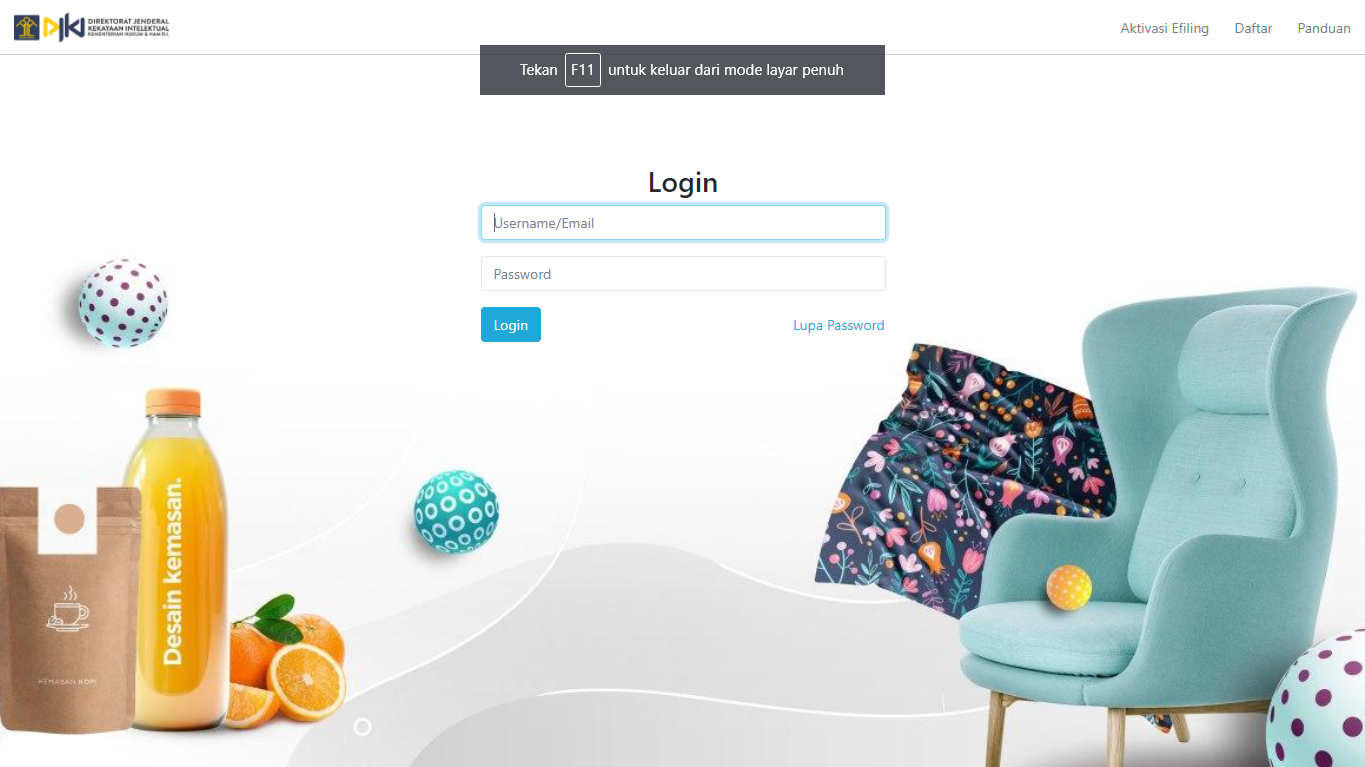 DIREKTORAT JENDERAL
KEKAYAAN INTELEKTUAL
KEMENTERIAN HUKUM & HAM R.I.
Aktivasi Efiling
Daftar
Panduan
Tekan F11 untuk keluar dari mode layar penuh
Login
Username/Email
Password
Login
Lupa Password
Desain kemasan.
KEMASAN KOPI